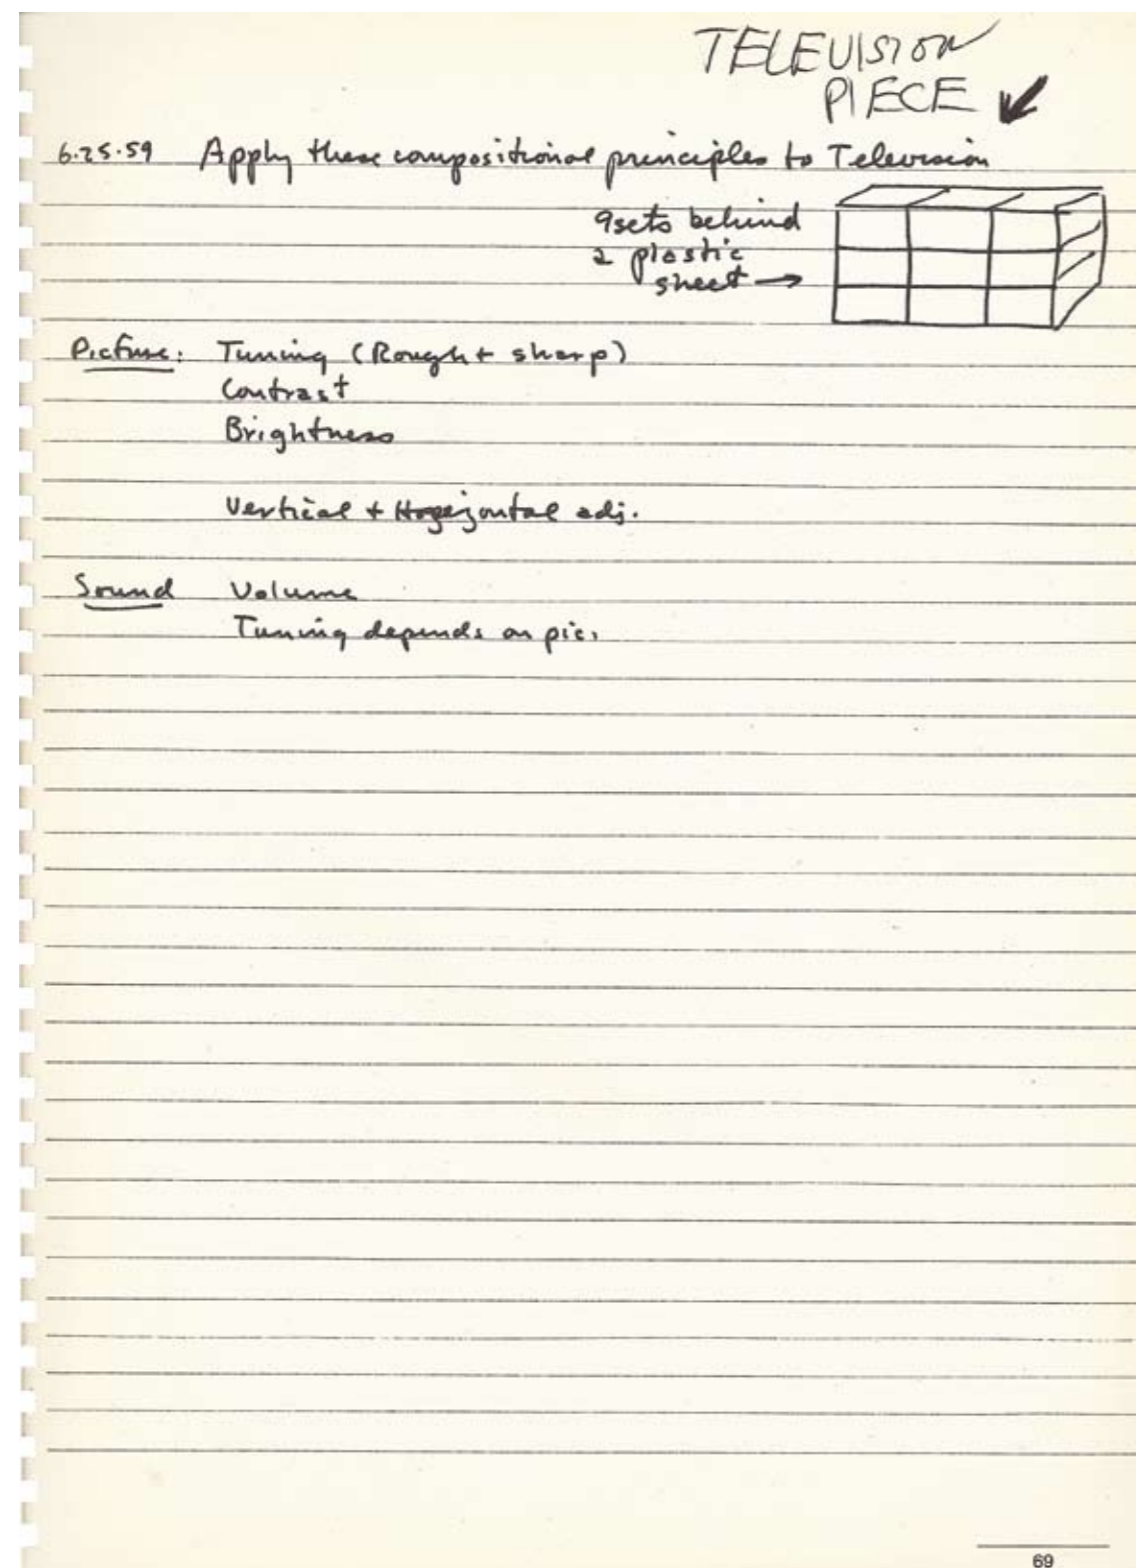 TELEVISION
PIECE
6.25.59 Apply these compositional principles to Television
9 sets behind
a plastic
sheet →
Picture: Tuning (Rough + sharp)
Contrast
Brightness
Vertical + Horizontal adj.
Sound Volume
Tuning depends on pic.
69